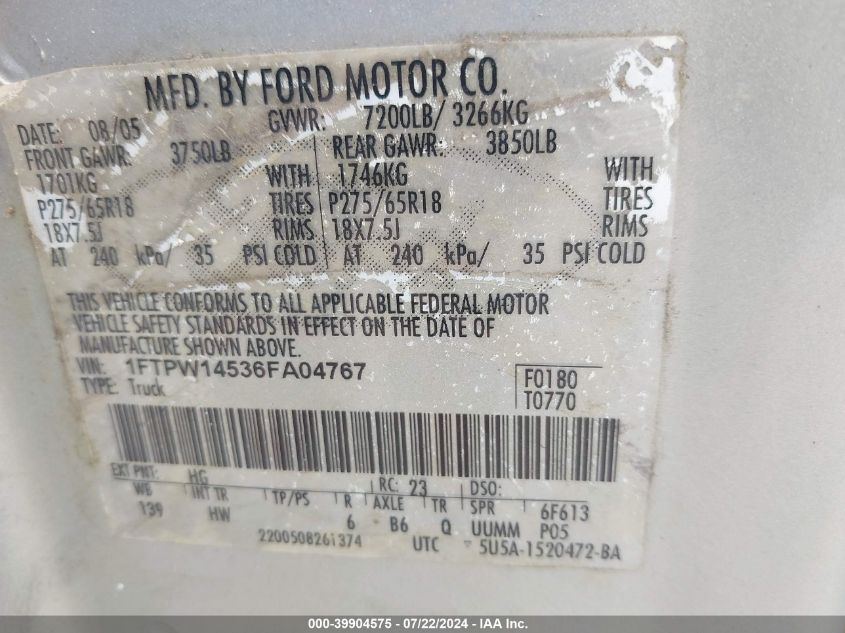 MFD. BY FORD MOTOR CO.
DATE: 08/05 GVWR: 7200LB/ 3266KG
FRONT GAWR: 3750LB REAR GAWR: 3850LB
1701KG WITH 1746KG WITH
P275/65R18 TIRES P275/65R18 TIRES
18X7.5J RIMS 18X7.5J RIMS
AT 240 kPa/ 35 PSI COLD AT 240 kPa/ 35 PSI COLD
THIS VEHICLE CONFORMS TO ALL APPLICABLE FEDERAL MOTOR
VEHICLE SAFETY STANDARDS IN EFFECT ON THE DATE OF
MANUFACTURE SHOWN ABOVE.
VIN: 1FTPW14536FA04767 F0180
TYPE: Truck T0770
EXT PNT: HG RC: 23 DSO:
WB INT TR TP/PS R AXLE TR SPR 6F613
139 HW 6 B6 Q UUMM P05
2200508261374 UTC 5U5A-1520472-BA
000-39904575 - 07/22/2024 - IAA Inc.